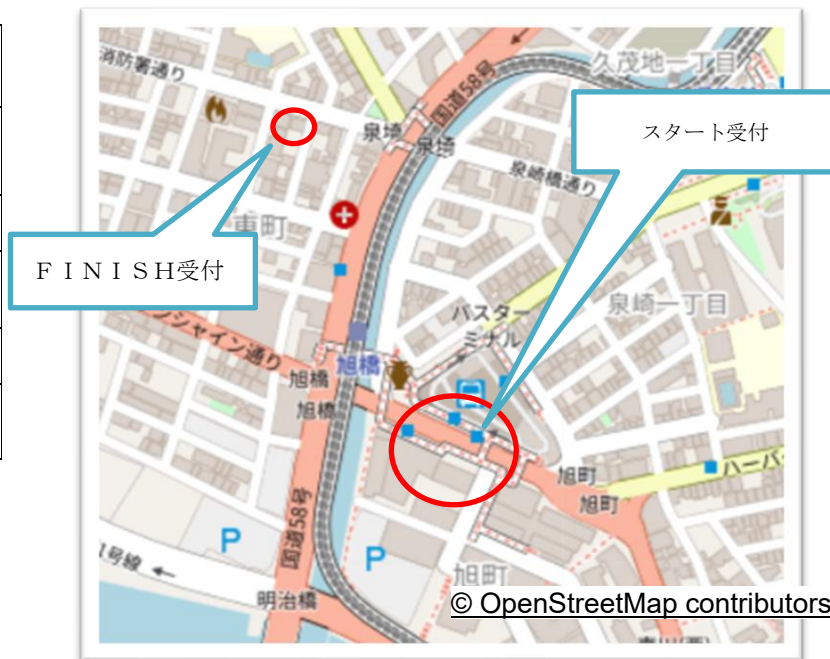 消防署通り
久茂地一丁目
国道58号
泉埼
泉埼
スタート受付
泉崎橋通り
東町
FINISH受付
泉崎一丁目
バスター
ミナル
ンシャイン通り
旭橋
旭橋
旭橋
旭町
旭町
ハーバ
国道58号
P
P
1号線
旭町
明治橋
© OpenStreetMap contributors